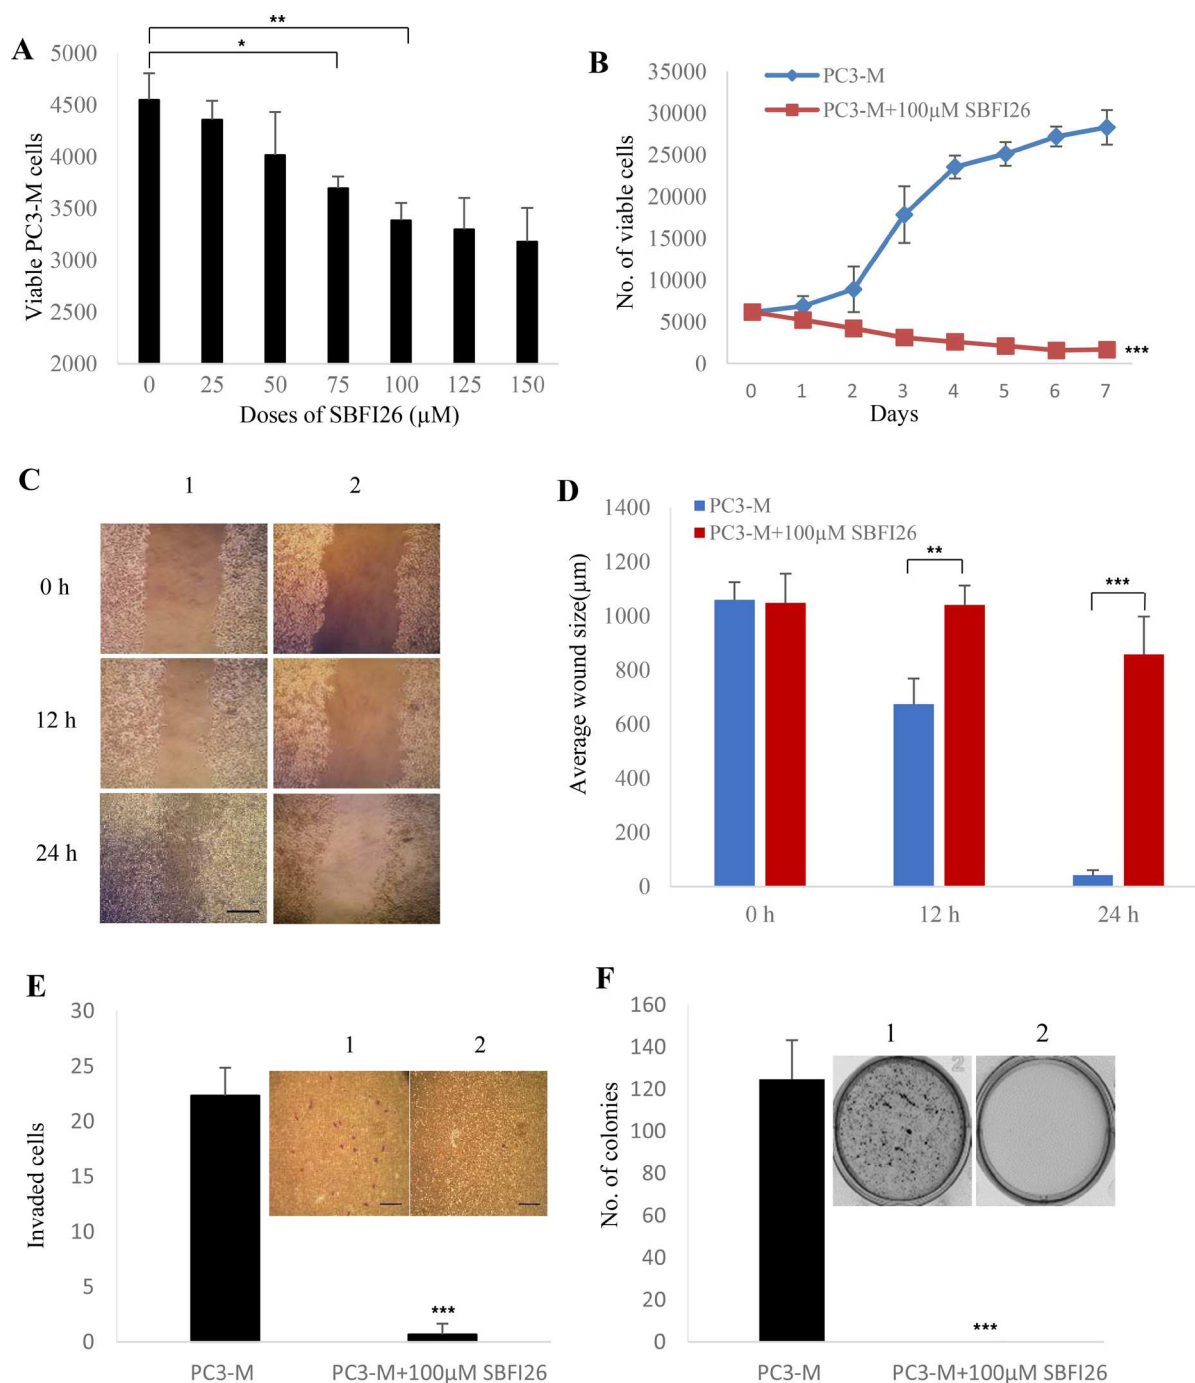 A
**
*
5000
4500
4000
3500
3000
2500
2000
Viable PC3-M cells
0 25 50 75 100 125 150
Doses of SBFI26 (µM)
B
PC3-M
PC3-M+100µM SBFI26
35000
30000
25000
20000
15000
10000
5000
0
No. of viable cells
***
0 1 2 3 4 5 6 7
Days
C
1 2
0 h
12 h
24 h
D
PC3-M
PC3-M+100µM SBFI26
1400
1200
1000
800
600
400
200
0
Average wound size(µm)
**
***
0 h 12 h 24 h
E
30
25
20
15
10
5
0
Invaded cells
1 2
***
PC3-M PC3-M+100µM SBFI26
F
160
140
120
100
80
60
40
20
0
No. of colonies
1 2
2
***
PC3-M PC3-M+100µM SBFI26